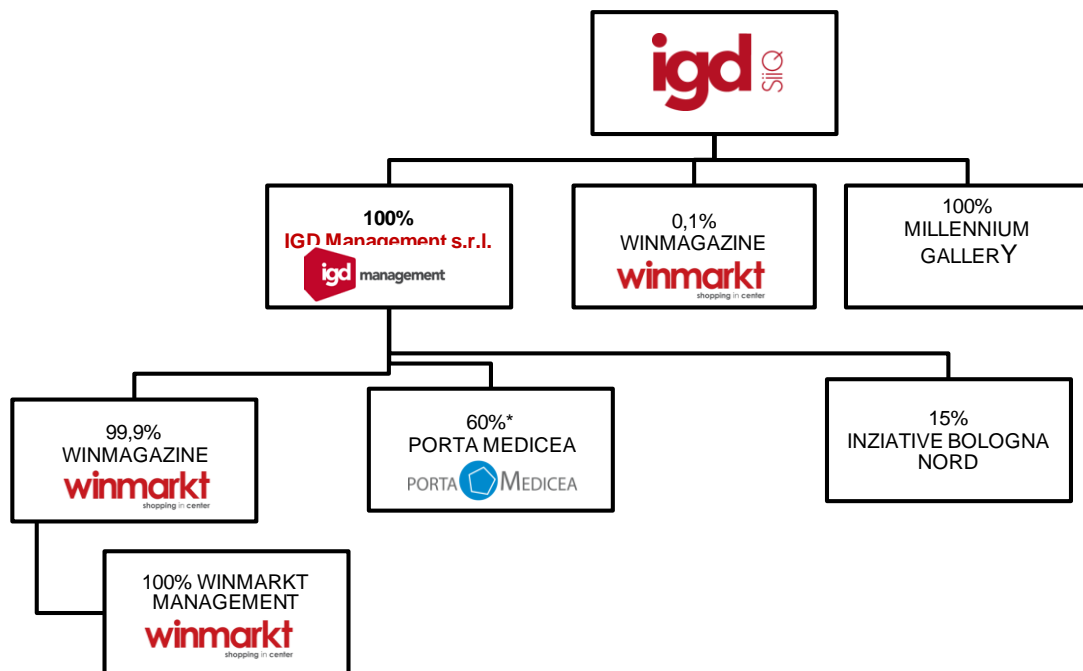 igd SIIQ
100%
IGD Management s.r.l.
igd management
0,1%
WINMAGAZINE
winmarkt
shopping in center
100%
MILLENNIUM
GALLERY
99,9%
WINMAGAZINE
winmarkt
shopping in center
60%*
PORTA MEDICEA
PORTA MEDICEA
15%
INZIATIVE BOLOGNA
NORD
100% WINMARKT
MANAGEMENT
winmarkt
shopping in center